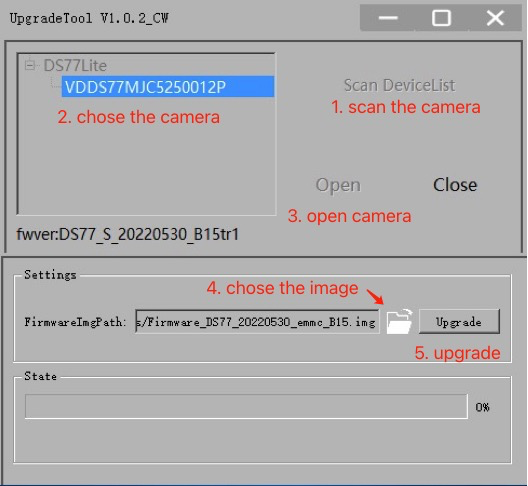 UpgradeTool V1.0.2_CW
DS77Lite
VDDS77MJC5250012P
2. chose the camera
Scan DeviceList
1. scan the camera
Open
Close
3. open camera
fwver:DS77_S_20220530_B15tr1
Settings
4. chose the image
FirmwareImgPath:
s/Firmware_DS77_20220530_emmc_B15.img
Upgrade
5. upgrade
State
0%